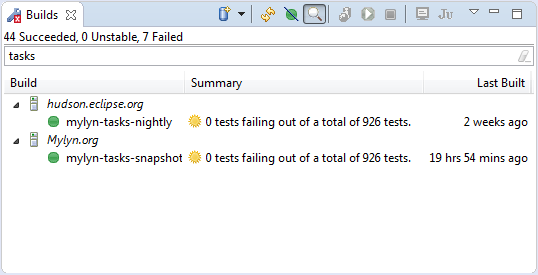 Builds
44 Succeeded, 0 Unstable, 7 Failed
tasks
Build Summary Last Built
hudson.eclipse.org
mylyn-tasks-nightly 0 tests failing out of a total of 926 tests. 2 weeks ago
Mylyn.org
mylyn-tasks-snapshot 0 tests failing out of a total of 926 tests. 19 hrs 54 mins ago